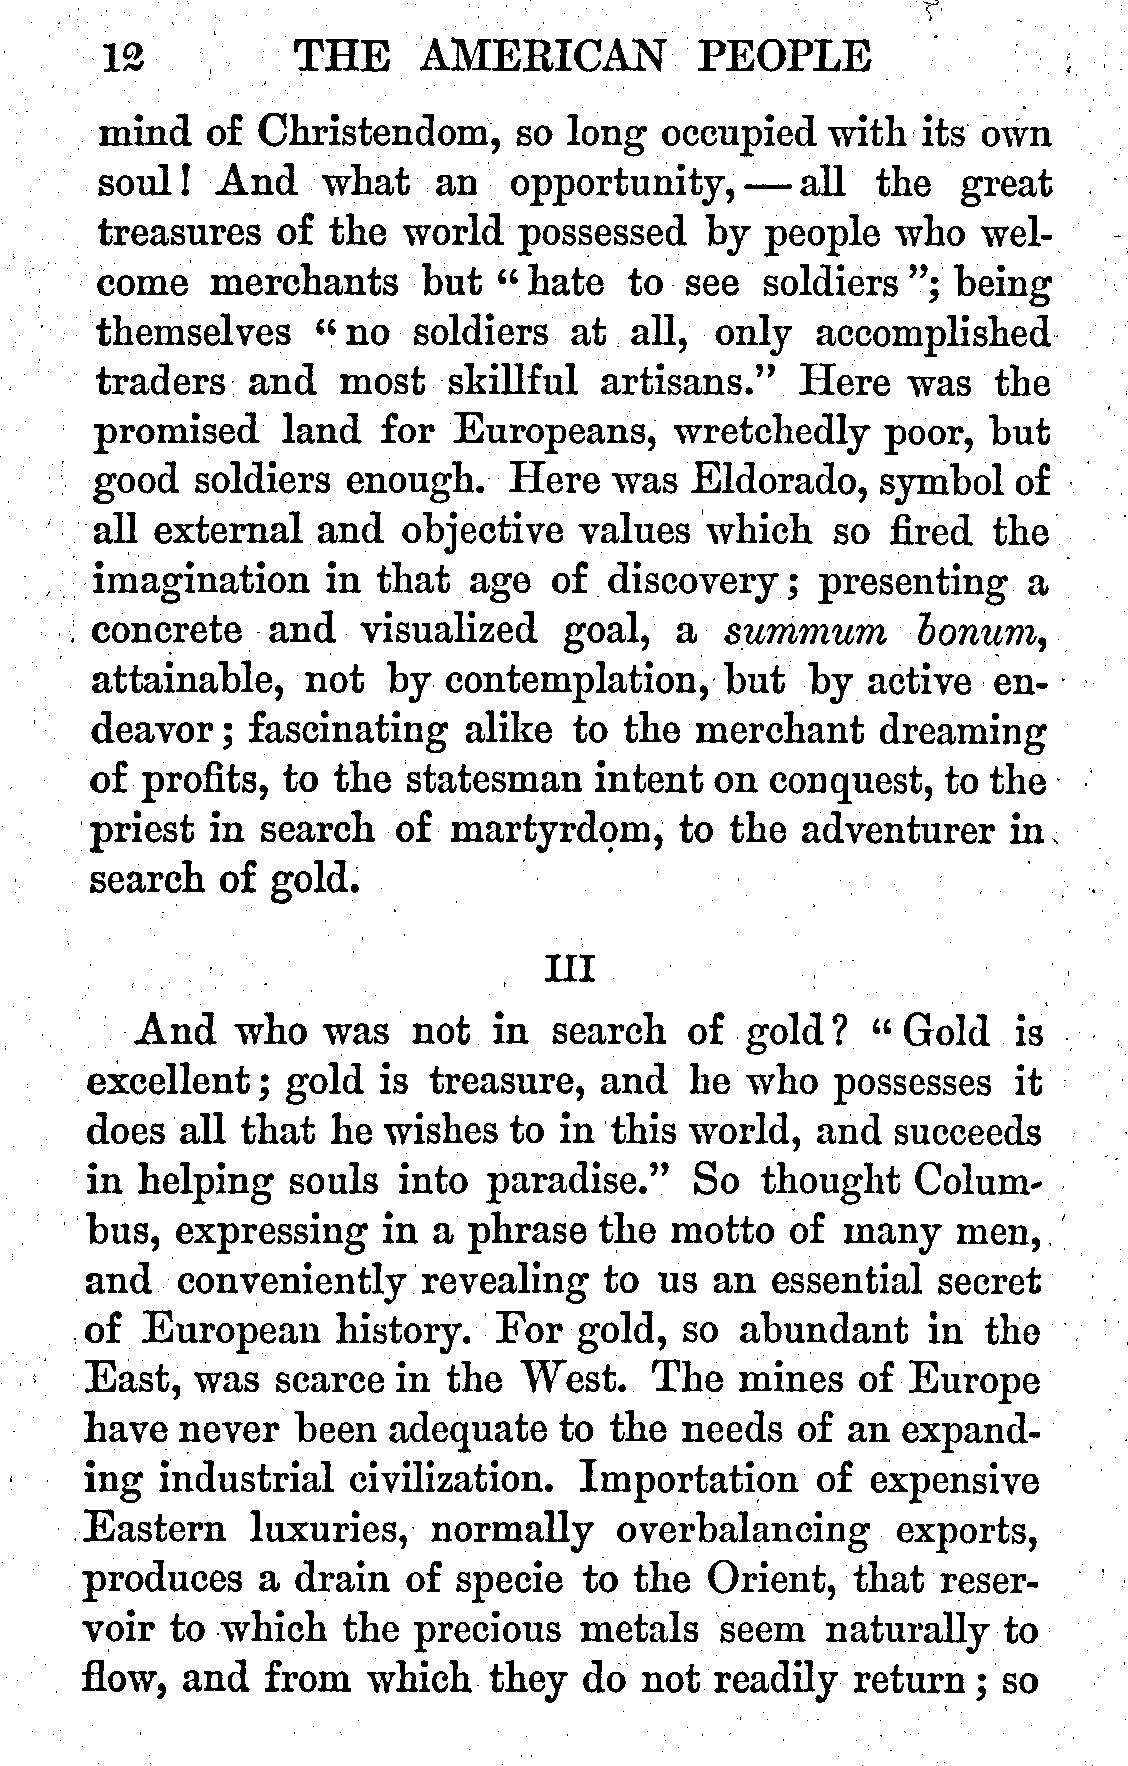 12 THE AMERICAN PEOPLE
mind of Christendom, so long occupied with its own
soul! And what an opportunity,—all the great
treasures of the world possessed by people who wel-
come merchants but “hate to see soldiers”; being
themselves “no soldiers at all, only accomplished
traders and most skillful artisans.” Here was the
promised land for Europeans, wretchedly poor, but
good soldiers enough. Here was Eldorado, symbol of
all external and objective values which so fired the
imagination in that age of discovery; presenting a
concrete and visualized goal, a summum bonum,
attainable, not by contemplation, but by active en-
deavor; fascinating alike to the merchant dreaming
of profits, to the statesman intent on conquest, to the
priest in search of martyrdom, to the adventurer in
search of gold.
III
And who was not in search of gold? “Gold is
excellent; gold is treasure, and he who possesses it
does all that he wishes to in this world, and succeeds
in helping souls into paradise.” So thought Colum-
bus, expressing in a phrase the motto of many men,
and conveniently revealing to us an essential secret
of European history. For gold, so abundant in the
East, was scarce in the West. The mines of Europe
have never been adequate to the needs of an expand-
ing industrial civilization. Importation of expensive
Eastern luxuries, normally overbalancing exports,
produces a drain of specie to the Orient, that reser-
voir to which the precious metals seem naturally to
flow, and from which they do not readily return; so